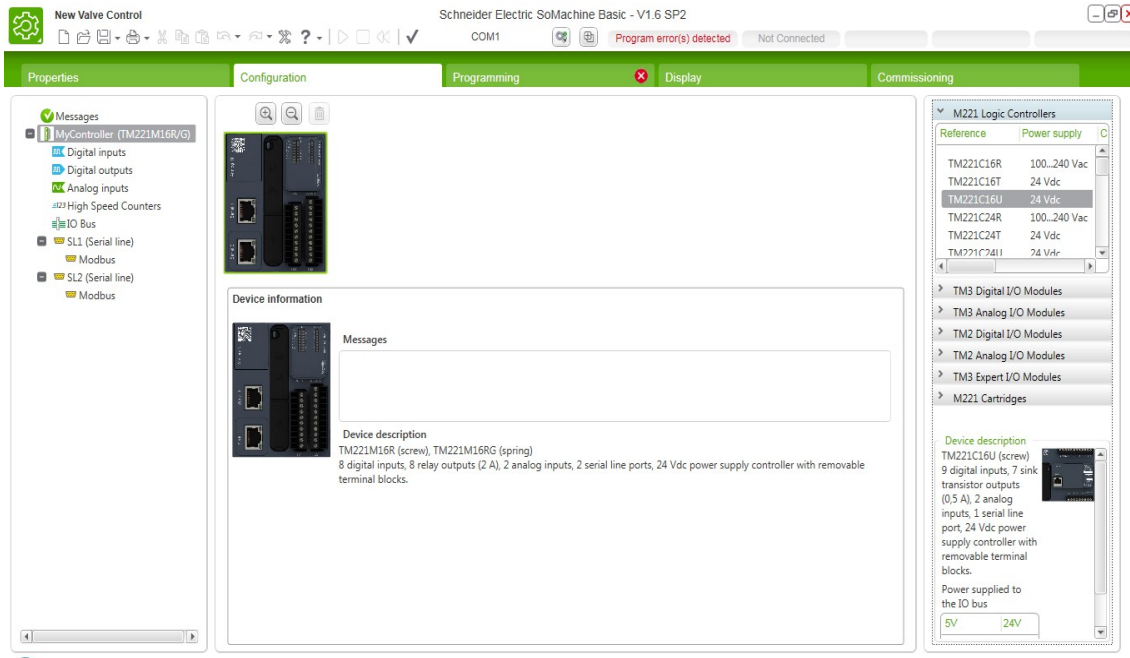 New Valve Control
Schneider Electric SoMachine Basic - V1.6 SP2
COM1
Program error(s) detected
Not Connected
Properties
Configuration
Programming
Display
Commissioning
Messages
MyController (TM221M16R/G)
Digital inputs
Digital outputs
Analog inputs
High Speed Counters
IO Bus
SL1 (Serial line)
Modbus
SL2 (Serial line)
Modbus
Device information
Messages
Device description
TM221M16R (screw), TM221M16RG (spring)
8 digital inputs, 8 relay outputs (2 A), 2 analog inputs, 2 serial line ports, 24 Vdc power supply controller with removable
terminal blocks.
M221 Logic Controllers
Reference Power supply C
TM221C16R 100...240 Vac
TM221C16T 24 Vdc
TM221C16U 24 Vdc
TM221C24R 100...240 Vac
TM221C24T 24 Vdc
TM221C24U 24 Vdc
TM3 Digital I/O Modules
TM3 Analog I/O Modules
TM2 Digital I/O Modules
TM2 Analog I/O Modules
TM3 Expert I/O Modules
M221 Cartridges
Device description
TM221C16U (screw)
9 digital inputs, 7 sink
transistor outputs
(0,5 A), 2 analog
inputs, 1 serial line
port, 24 Vdc power
supply controller with
removable terminal
blocks.
Power supplied to
the IO bus
5V 24V